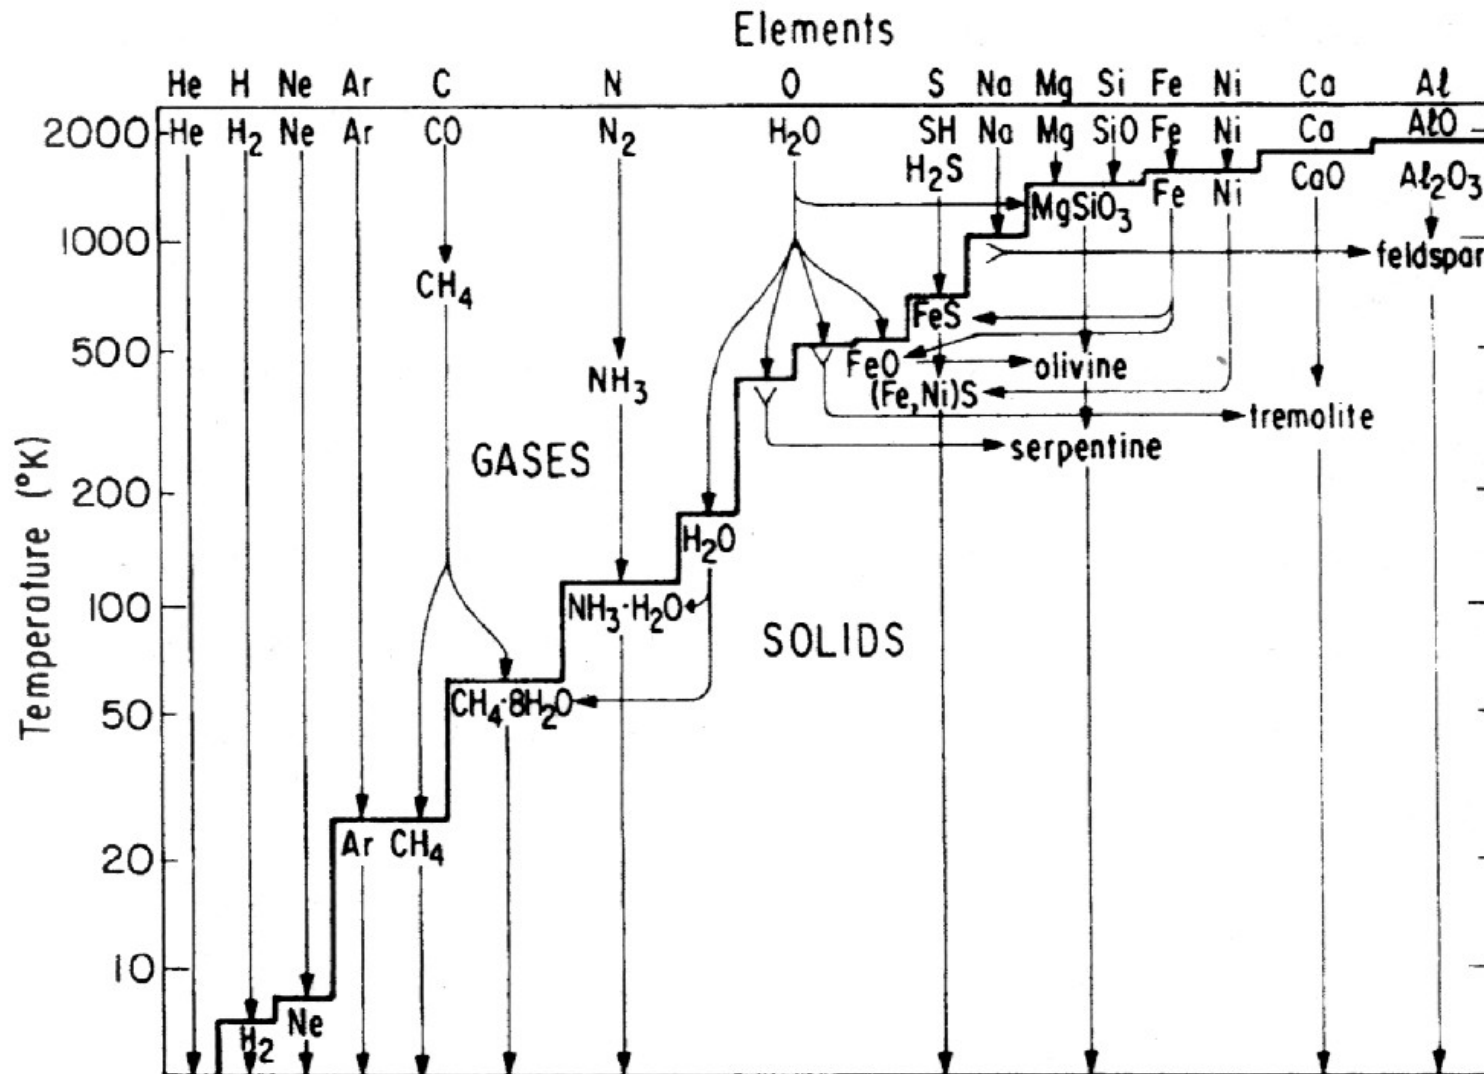 Elements
He H Ne Ar C N O S Na Mg Si Fe Ni Ca Al
2000 He H2 Ne Ar CO N2 H2O SH Na Mg SiO Fe Ni Ca AlO
H2S MgSiO3 Fe Ni CaO Al2O3
1000
feldspar
CH4
FeS
500
FeO olivine
NH3 (Fe,Ni)S
tremolite
GASES serpentine
200
H2O
100 NH3·H2O
SOLIDS
50 CH4·8H2O
Ar CH4
20
10
Ne
H2
Temperature (°K)